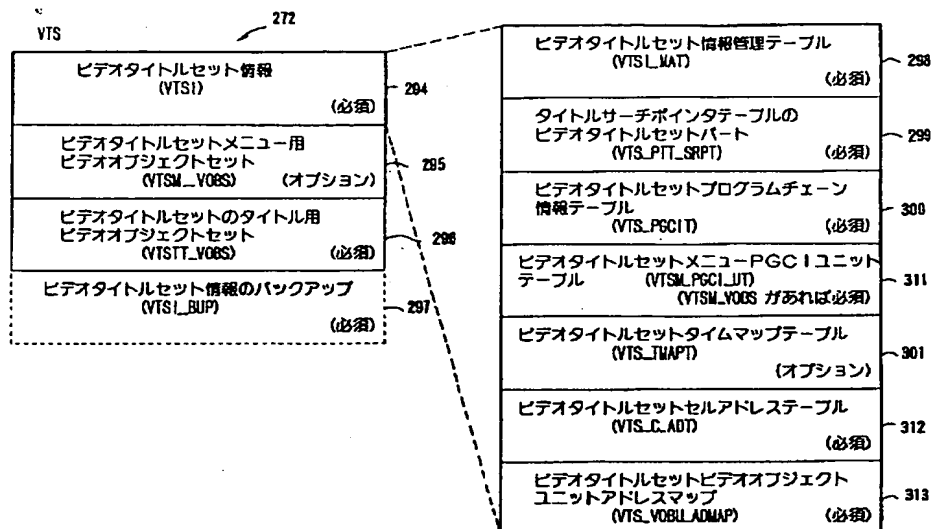 VTS
272
ビデオタイトルセット情報
(VTSI)
(必須)
294
ビデオタイトルセットメニュー用
ビデオオブジェクトセット
(VTSM_VOBS) (オプション)
295
ビデオタイトルセットのタイトル用
ビデオオブジェクトセット
(VTSTT_VOBS) (必須)
296
ビデオタイトルセット情報のバックアップ
(VTSI_BUP)
(必須)
297
ビデオタイトルセット情報管理テーブル
(VTSI_MAT)
(必須)
298
タイトルサーチポインタテーブルの
ビデオタイトルセットパート
(VTS_PTT_SRPT) (必須)
299
ビデオタイトルセットプログラムチェーン
情報テーブル
(VTS_PGCIT) (必須)
300
ビデオタイトルセットメニューPGCIユニット
テーブル (VTSM_PGCI_UT)
(VTSM_VOBS があれば必須)
311
ビデオタイトルセットタイムマップテーブル
(VTS_TMAPT)
(オプション)
301
ビデオタイトルセットセルアドレステーブル
(VTS_C_ADT)
(必須)
312
ビデオタイトルセットビデオオブジェクト
ユニットアドレスマップ
(VTS_VOBU_ADMAP) (必須)
313